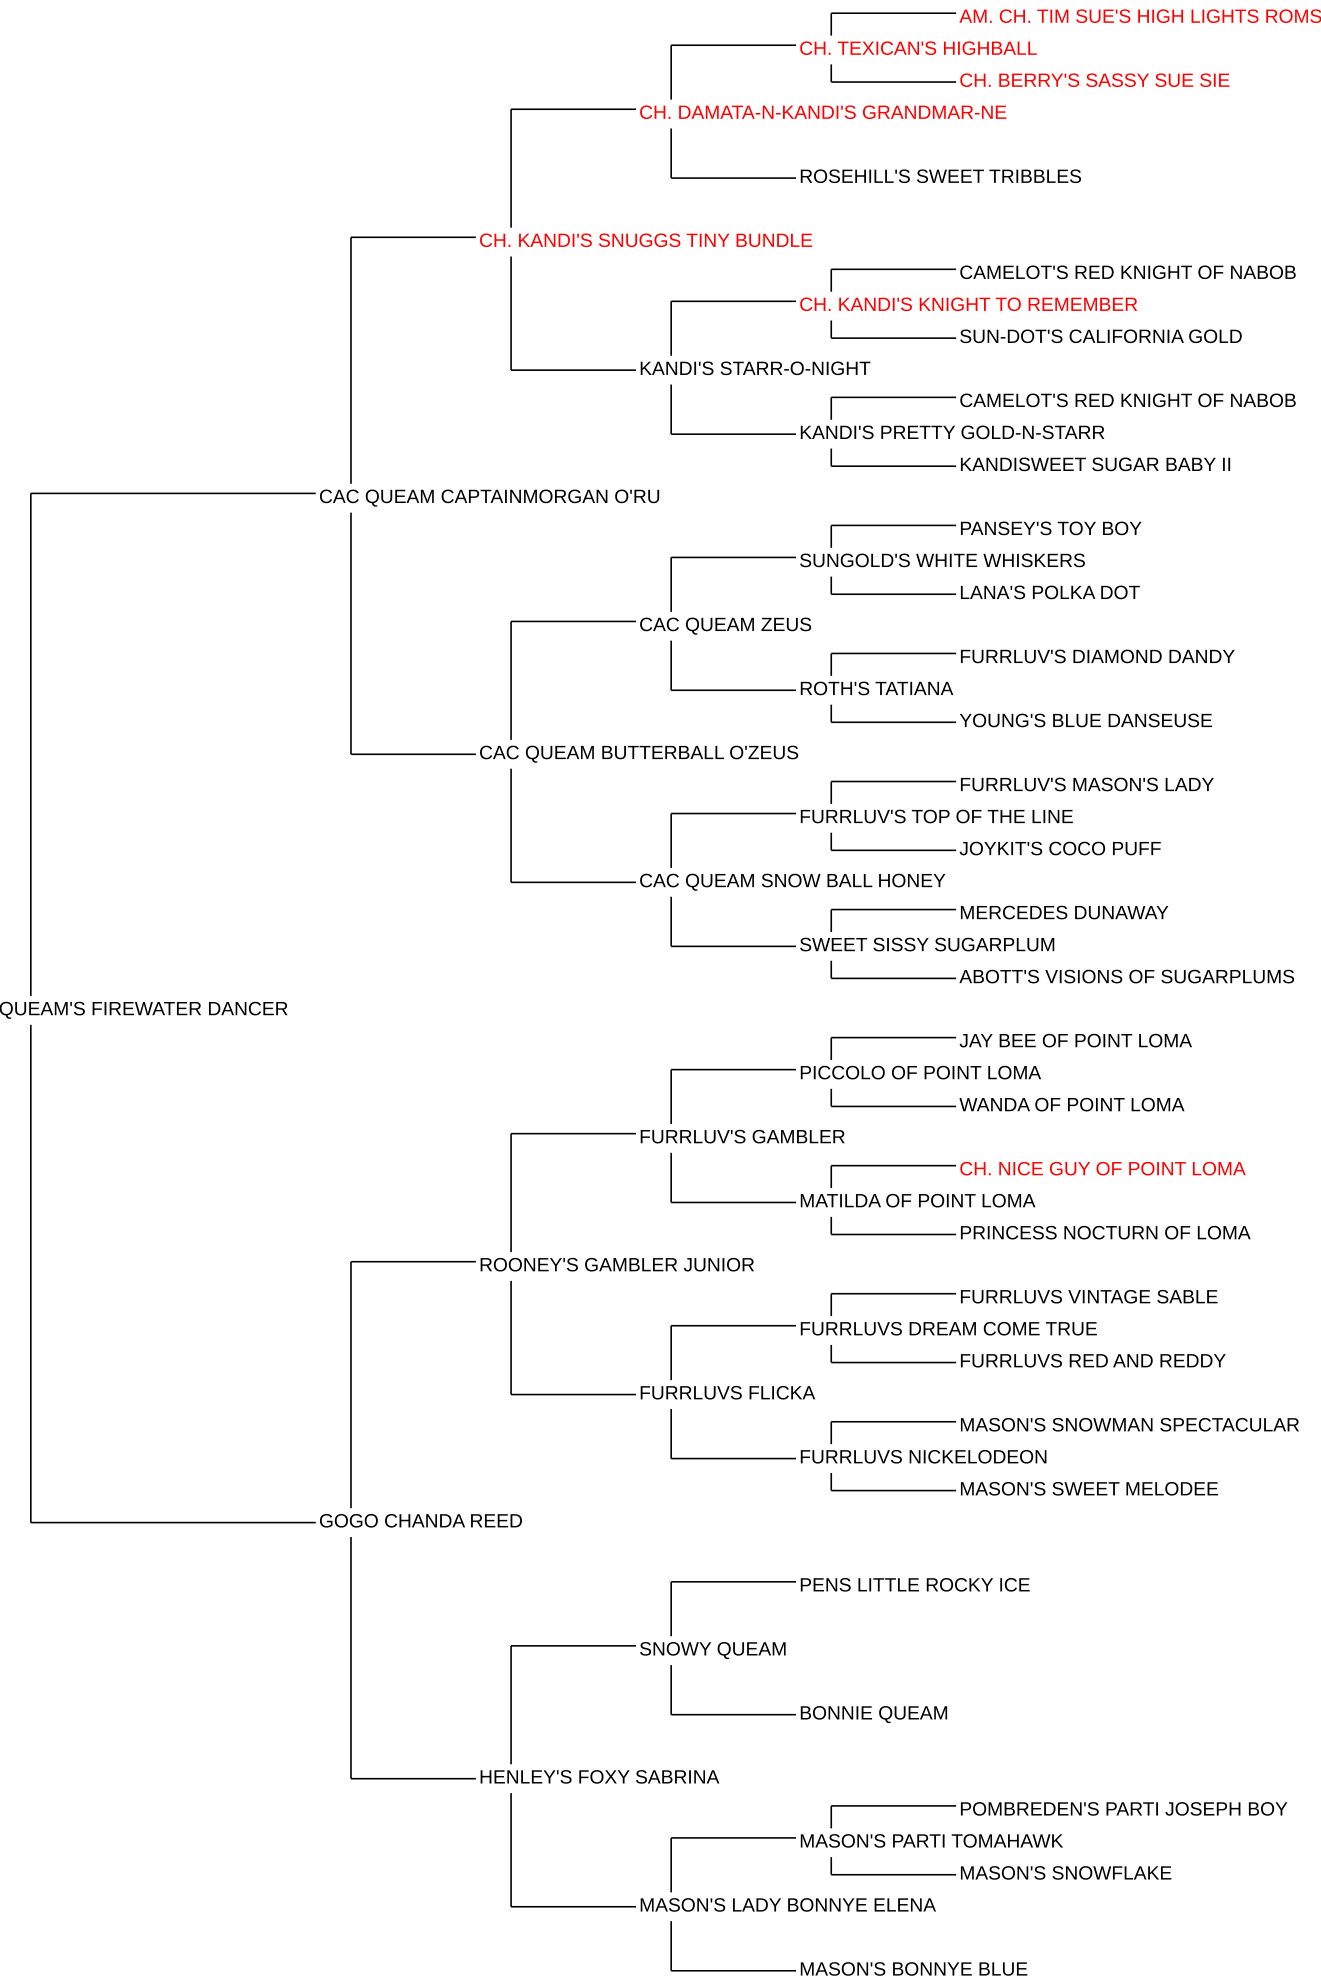 AM. CH. TIM SUE'S HIGH LIGHTS ROMS
CH. TEXICAN'S HIGHBALL
CH. BERRY'S SASSY SUE SIE
CH. DAMATA-N-KANDI'S GRANDMAR-NE
ROSEHILL'S SWEET TRIBBLES
CH. KANDI'S SNUGGS TINY BUNDLE
CAMELOT'S RED KNIGHT OF NABOB
CH. KANDI'S KNIGHT TO REMEMBER
SUN-DOT'S CALIFORNIA GOLD
KANDI'S STARR-O-NIGHT
CAMELOT'S RED KNIGHT OF NABOB
KANDI'S PRETTY GOLD-N-STARR
KANDISWEET SUGAR BABY II
CAC QUEAM CAPTAINMORGAN O'RU
PANSEY'S TOY BOY
SUNGOLD'S WHITE WHISKERS
LANA'S POLKA DOT
CAC QUEAM ZEUS
FURRLUV'S DIAMOND DANDY
ROTH'S TATIANA
YOUNG'S BLUE DANSEUSE
CAC QUEAM BUTTERBALL O'ZEUS
FURRLUV'S MASON'S LADY
FURRLUV'S TOP OF THE LINE
JOYKIT'S COCO PUFF
CAC QUEAM SNOW BALL HONEY
MERCEDES DUNAWAY
SWEET SISSY SUGARPLUM
ABOTT'S VISIONS OF SUGARPLUMS
QUEAM'S FIREWATER DANCER
JAY BEE OF POINT LOMA
PICCOLO OF POINT LOMA
WANDA OF POINT LOMA
FURRLUV'S GAMBLER
CH. NICE GUY OF POINT LOMA
MATILDA OF POINT LOMA
PRINCESS NOCTURN OF LOMA
ROONEY'S GAMBLER JUNIOR
FURRLUVS VINTAGE SABLE
FURRLUVS DREAM COME TRUE
FURRLUVS RED AND REDDY
FURRLUVS FLICKA
MASON'S SNOWMAN SPECTACULAR
FURRLUVS NICKELODEON
MASON'S SWEET MELODEE
GOGO CHANDA REED
PENS LITTLE ROCKY ICE
SNOWY QUEAM
BONNIE QUEAM
HENLEY'S FOXY SABRINA
POMBREDEN'S PARTI JOSEPH BOY
MASON'S PARTI TOMAHAWK
MASON'S SNOWFLAKE
MASON'S LADY BONNYE ELENA
MASON'S BONNYE BLUE